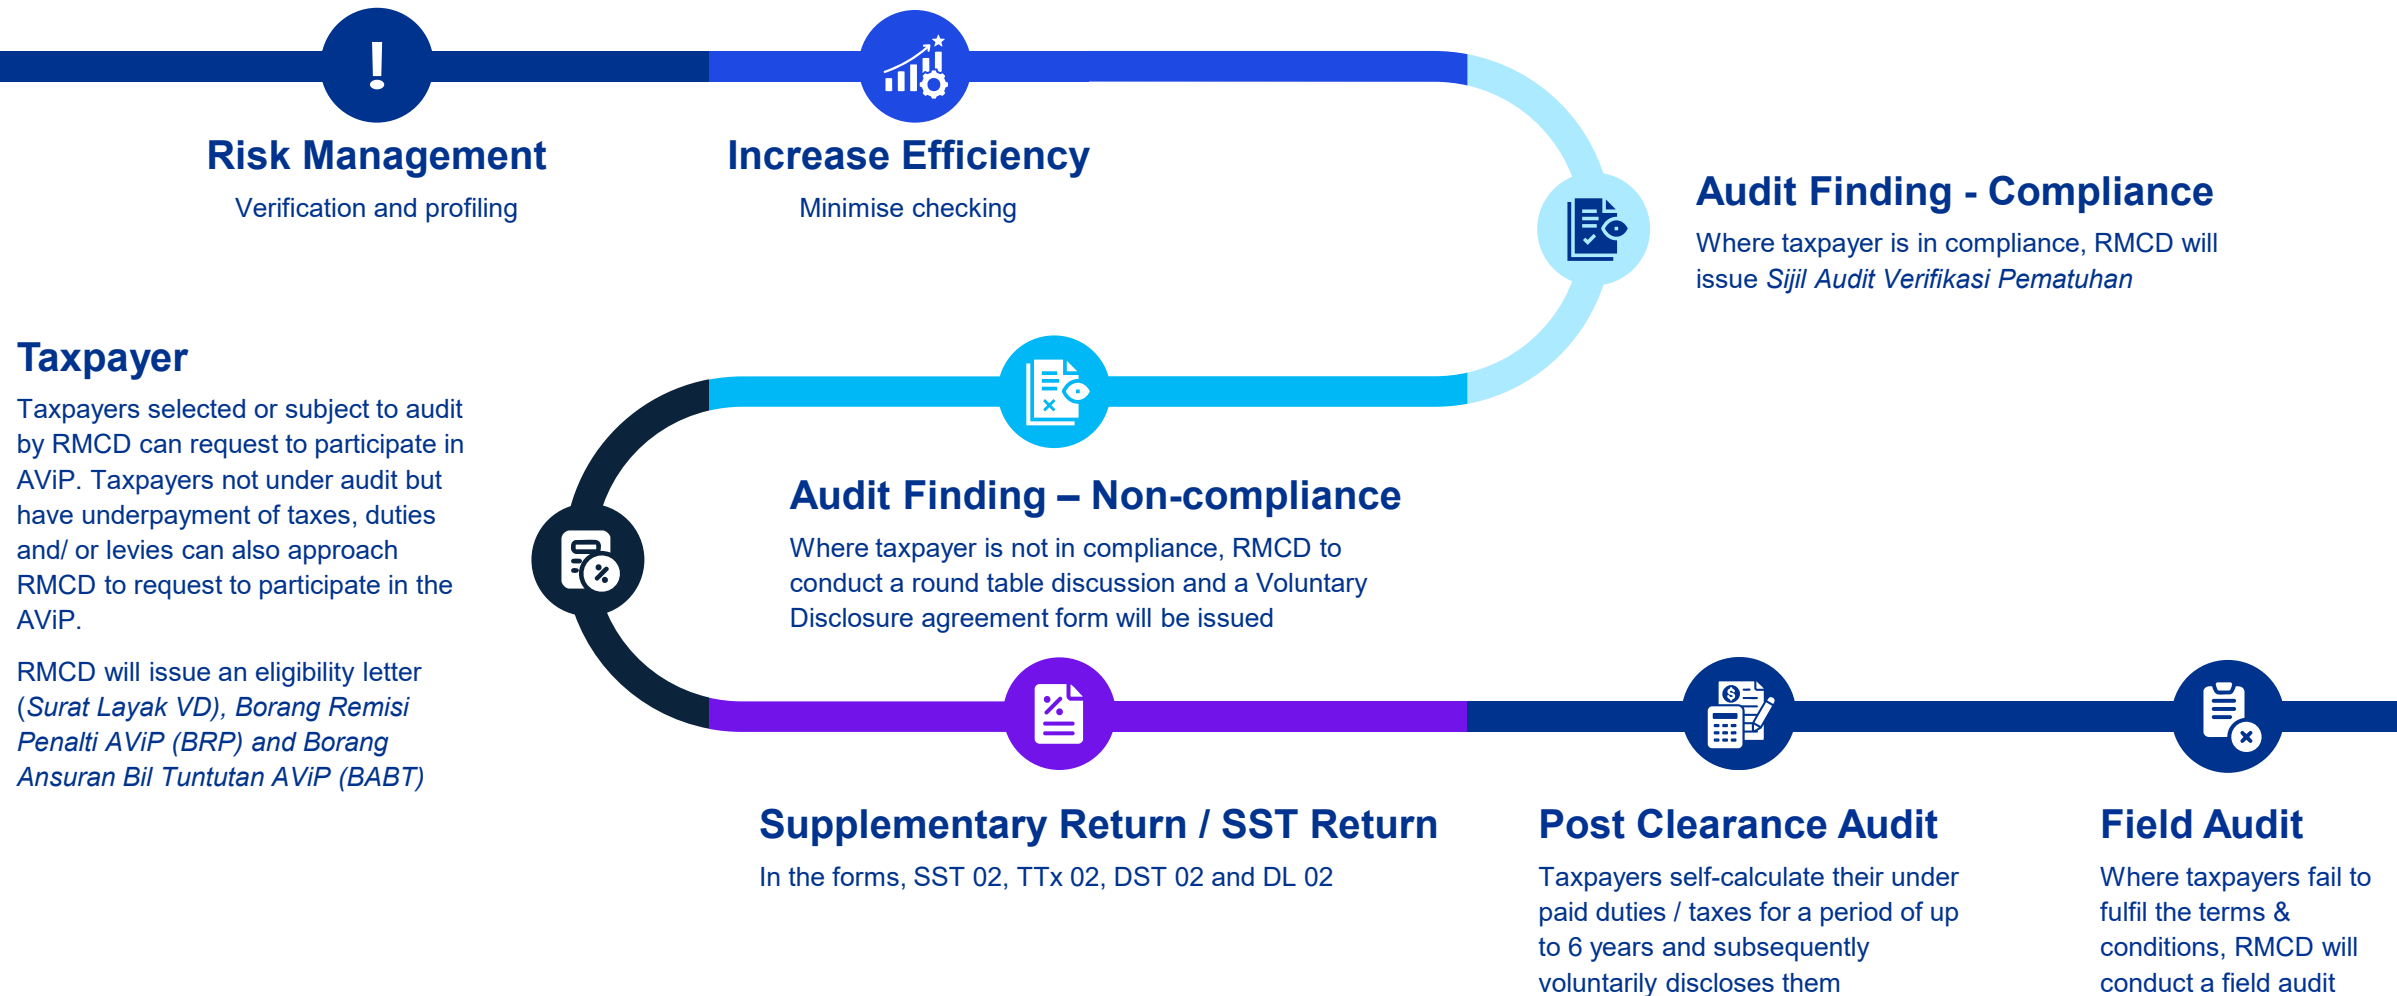 Risk Management
Verification and profiling
Increase Efficiency
Minimise checking
Audit Finding - Compliance
Where taxpayer is in compliance, RMCD will
issue Sijil Audit Verifikasi Pematuhan
Audit Finding – Non-compliance
Where taxpayer is not in compliance, RMCD to
conduct a round table discussion and a Voluntary
Disclosure agreement form will be issued
Taxpayer
Taxpayers selected or subject to audit
by RMCD can request to participate in
AViP. Taxpayers not under audit but
have underpayment of taxes, duties
and/ or levies can also approach
RMCD to request to participate in the
AViP.
RMCD will issue an eligibility letter
(Surat Layak VD), Borang Remisi
Penalti AViP (BRP) and Borang
Ansuran Bil Tuntutan AViP (BABT)
Supplementary Return / SST Return
In the forms, SST 02, TTx 02, DST 02 and DL 02
Post Clearance Audit
Taxpayers self-calculate their under
paid duties / taxes for a period of up
to 6 years and subsequently
voluntarily discloses them
Field Audit
Where taxpayers fail to
fulfil the terms &
conditions, RMCD will
conduct a field audit